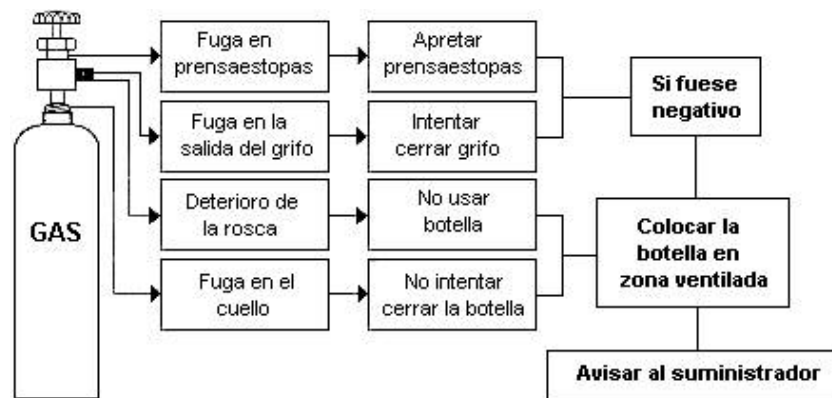 GAS
Fuga en
prensaestopas
Apretar
prensaestopas
Fuga en la
salida del grifo
Intentar
cerrar grifo
Si fuese
negativo
Deterioro de
la rosca
No usar
botella
Fuga en el
cuello
No intentar
cerrar la botella
Colocar la
botella en
zona ventilada
Avisar al suministrador